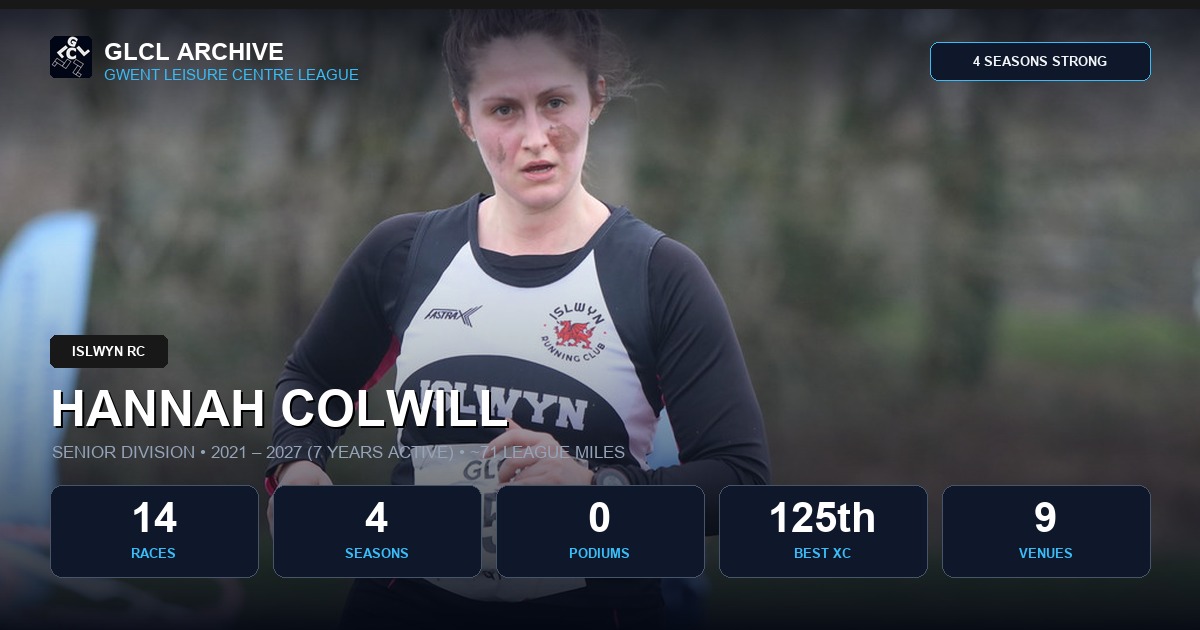 GLCL ARCHIVE
GWENT LEISURE CENTRE LEAGUE
4 SEASONS STRONG
ASTRAX
ISLWYN
RUNNING CLUB
ISLWYN RC
ISLWYN
HANNAH COLWILL
SENIOR DIVISION • 2021 – 2027 (7 YEARS ACTIVE) • ~71 LEAGUE MILES
14
RACES
4
SEASONS
0
PODIUMS
125th
BEST XC
9
VENUES